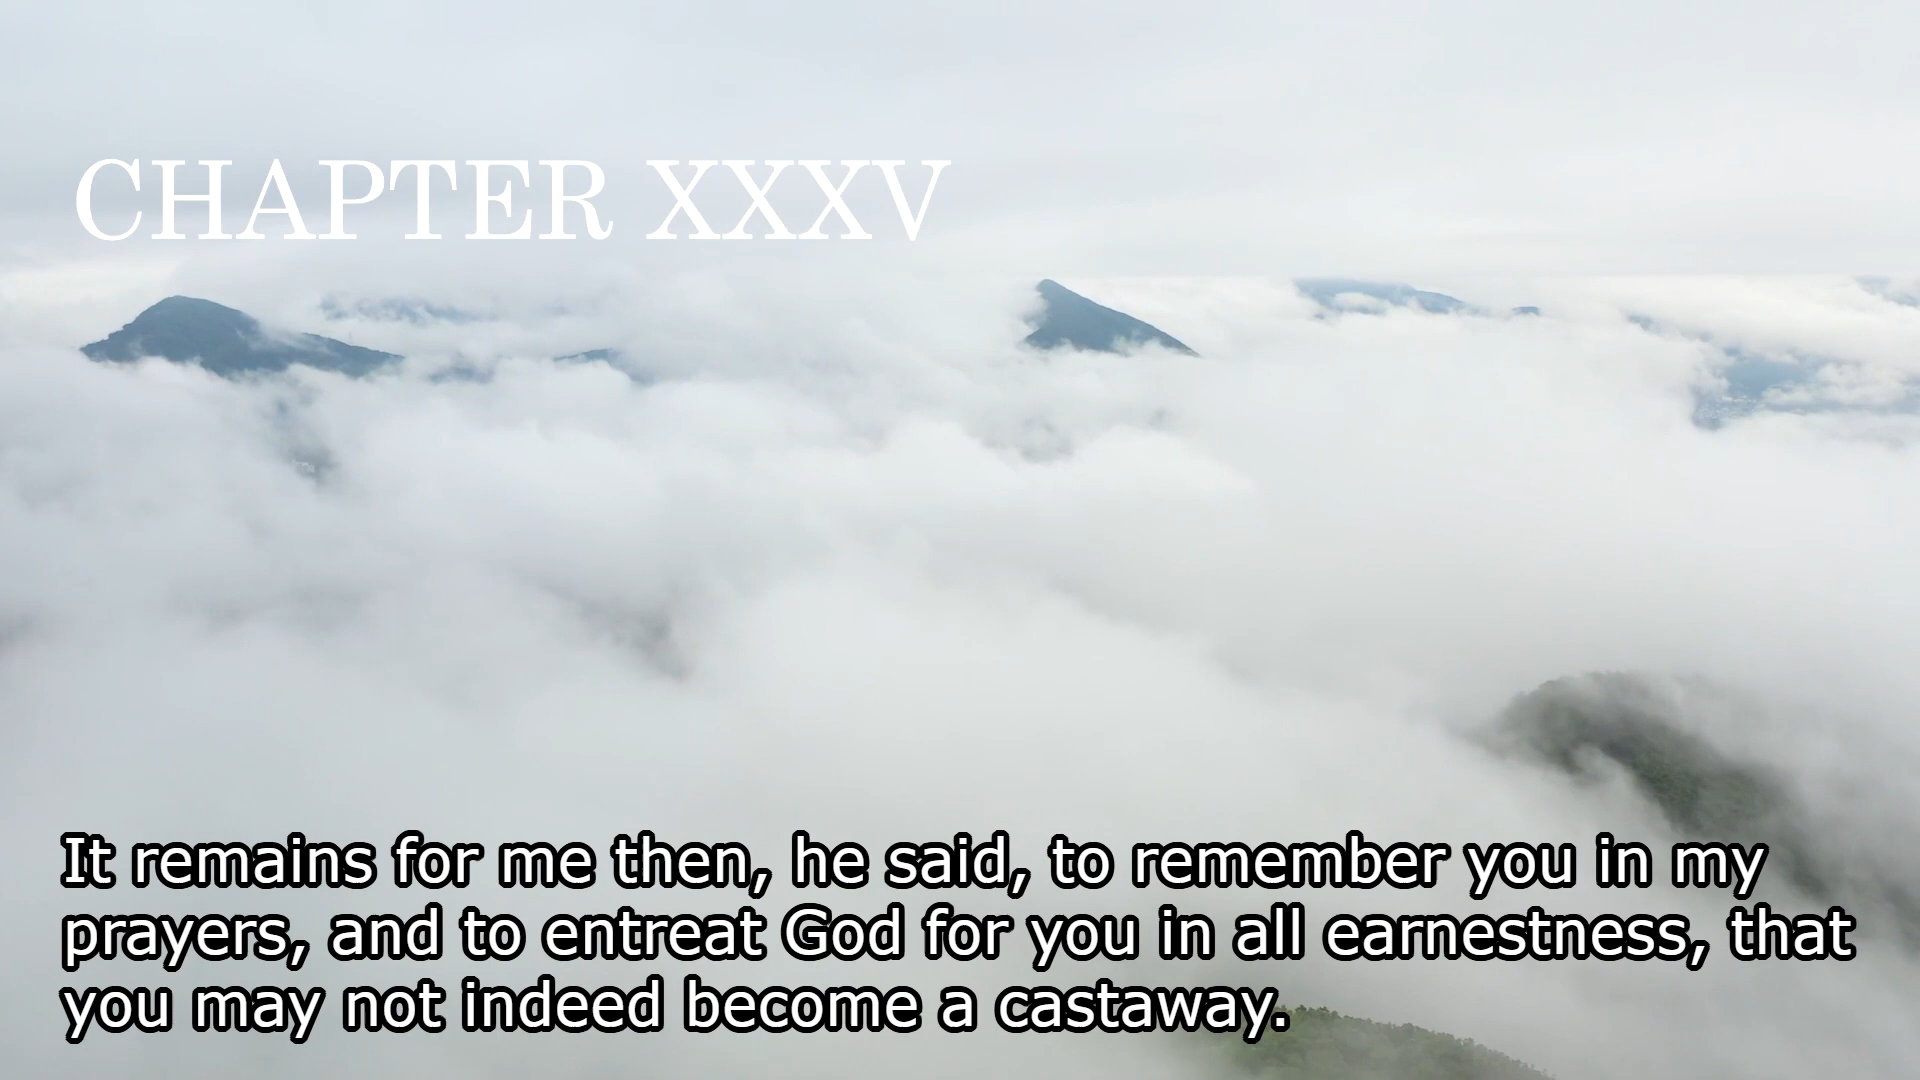 CHAPTER XXXV
It remains for me then, he said, to remember you in my
prayers, and to entreat God for you in all earnestness, that
you may not indeed become a castaway.